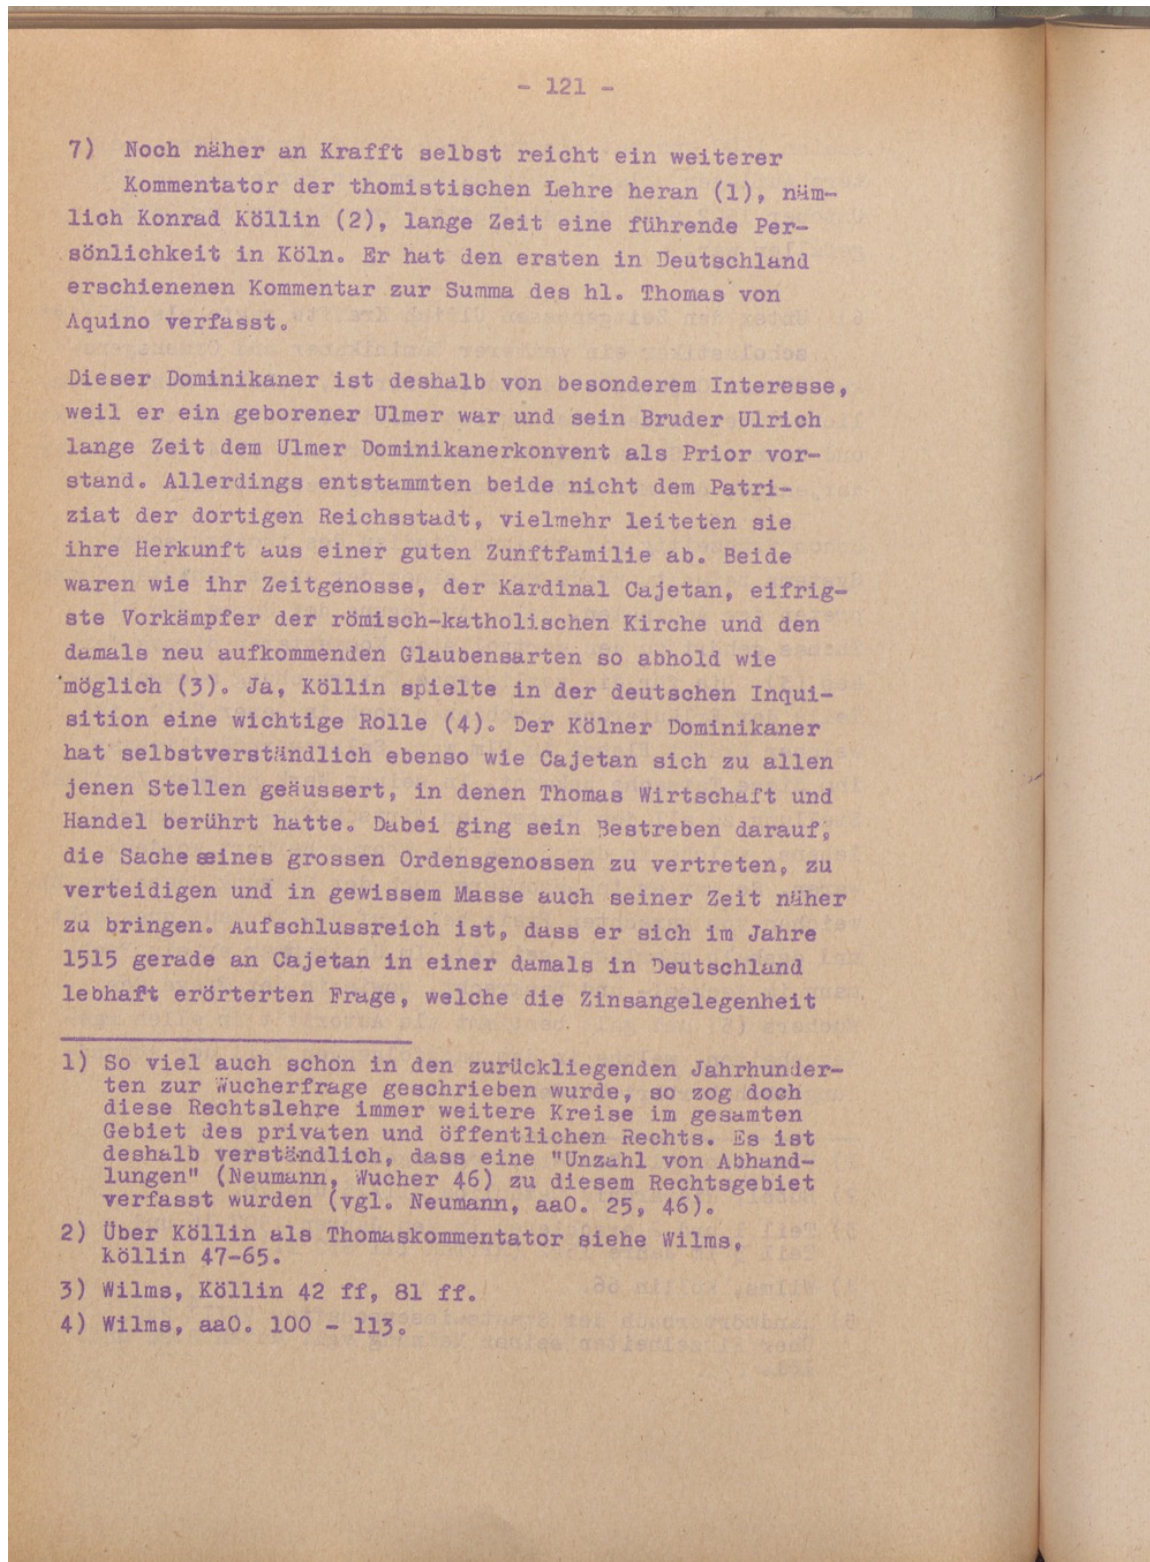 - 121 -
7) Noch näher an Krafft selbst reicht ein weiterer
Kommentator der thomistischen Lehre heran (1), näm-
lich Konrad Köllin (2), lange Zeit eine führende Per-
sönlichkeit in Köln. Er hat den ersten in Deutschland
erschienenen Kommentar zur Summa des hl. Thomas von
Aquino verfasst.
Dieser Dominikaner ist deshalb von besonderem Interesse,
weil er ein geborener Ulmer war und sein Bruder Ulrich
lange Zeit dem Ulmer Dominikanerkonvent als Prior vor-
stand. Allerdings entstammten beide nicht dem Patri-
ziat der dortigen Reichsstadt, vielmehr leiteten sie
ihre Herkunft aus einer guten Zunftfamilie ab. Beide
waren wie ihr Zeitgenosse, der Kardinal Cajetan, eifrig-
ste Vorkämpfer der römisch-katholischen Kirche und den
damals neu aufkommenden Glaubensarten so abhold wie
möglich (3). Ja, Köllin spielte in der deutschen Inqui-
sition eine wichtige Rolle (4). Der Kölner Dominikaner
hat selbstverständlich ebenso wie Cajetan sich zu allen
jenen Stellen geäussert, in denen Thomas Wirtschaft und
Handel berührt hatte. Dabei ging sein Bestreben darauf,
die Sache seines grossen Ordensgenossen zu vertreten, zu
verteidigen und in gewissem Masse auch seiner Zeit näher
zu bringen. Aufschlussreich ist, dass er sich im Jahre
1515 gerade an Cajetan in einer damals in Deutschland
lebhaft erörterten Frage, welche die Zinsangelegenheit
1) So viel auch schon in den zurückliegenden Jahrhunder-
ten zur Wucherfrage geschrieben wurde, so zog doch
diese Rechtslehre immer weitere Kreise im gesamten
Gebiet des privaten und öffentlichen Rechts. Es ist
deshalb verständlich, dass eine "Unzahl von Abhand-
lungen" (Neumann, Wucher 46) zu diesem Rechtsgebiet
verfasst wurden (vgl. Neumann, aaO. 25, 46).
2) Über Köllin als Thomaskommentator siehe Wilms,
Köllin 47-65.
3) Wilms, Köllin 42 ff, 81 ff.
4) Wilms, aaO. 100 - 113.